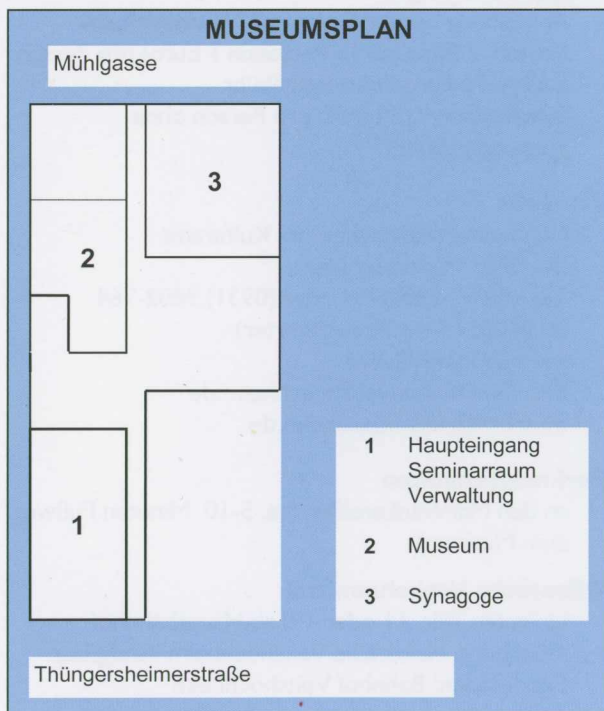 MUSEUMSPLAN
Mühlgasse
3
2
1 Haupteingang
Seminarraum
Verwaltung
1
2 Museum
3 Synagoge
Thüngersheimerstraße